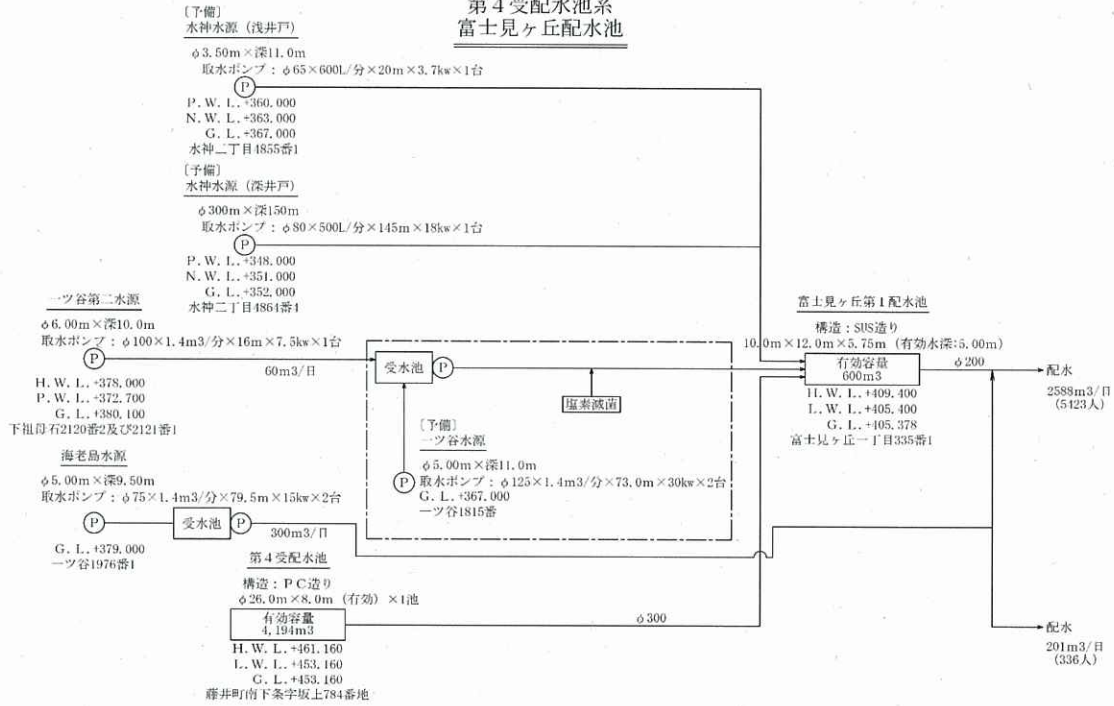 第4受配水池系
富士見ヶ丘配水池
〔予備〕
水神水源（浅井戸）
φ3.50m×深11.0m
取水ポンプ：φ65×600L/分×20m×3.7kw×1台
P
P.W.L.+360.000
N.W.L.+363.000
G.L.+367.000
水神二丁目4855番1
〔予備〕
水神水源（深井戸）
φ300m×深150m
取水ポンプ：φ80×500L/分×145m×18kw×1台
P
P.W.L.+348.000
N.W.L.+351.000
G.L.+352.000
水神二丁目4864番4
一ツ谷第二水源
φ6.00m×深10.0m
取水ポンプ：φ100×1.4m3/分×16m×7.5kw×1台
P
60m3/日
H.W.L.+378.000
P.W.L.+372.700
G.L.+380.100
下祖母石2120番2及び2121番1
受水池
P
塩素滅菌
〔予備〕
一ツ谷水源
φ5.00m×深11.0m
P
取水ポンプ：φ125×1.4m3/分×73.0m×30kw×2台
G.L.+367.000
一ツ谷1815番
富士見ヶ丘第1配水池
構造：SUS造り
10.0m×12.0m×5.75m（有効水深:5.00m）
有効容量
600m3
φ200
H.W.L.+409.400
L.W.L.+405.400
G.L.+405.378
富士見ヶ丘一丁目335番1
配水
2588m3/日
(5423人)
海老島水源
φ5.00m×深9.50m
取水ポンプ：φ75×1.4m3/分×79.5m×15kw×2台
P
受水池
P
300m3/日
G.L.+379.000
一ツ谷1976番1
第4受配水池
構造：PC造り
φ26.0m×8.0m（有効）×1池
有効容量
4,194m3
φ300
H.W.L.+461.160
L.W.L.+453.160
G.L.+453.160
藤井町南下条字坂上784番地
配水
201m3/日
(336人)